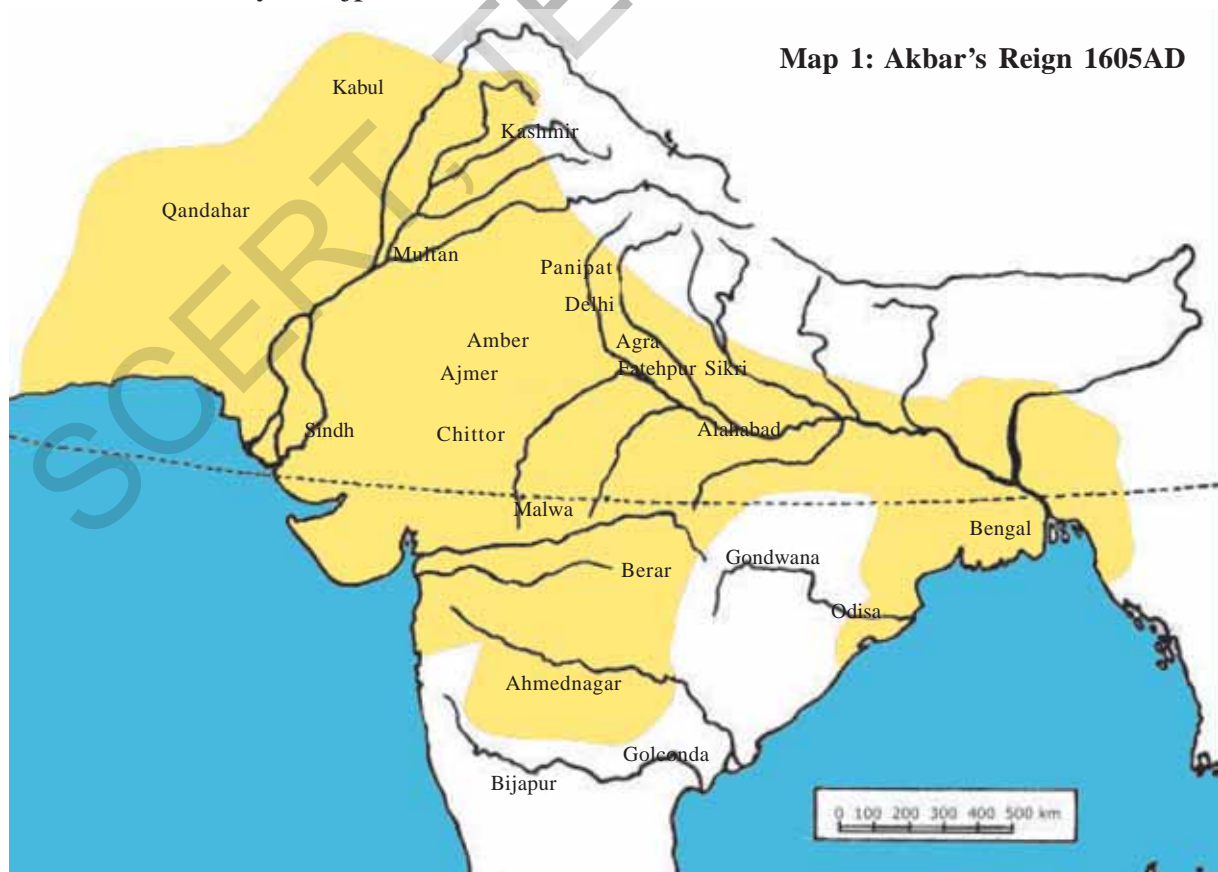 Map 1: Akbar's Reign 1605AD
Kabul
Kashmir
Qandahar
Multan
Panipat
Delhi
Amber
Agra
Ajmer
Fatehpur Sikri
Sindh
Chittor
Alahabad
Malwa
Bengal
Gondwana
Berar
Odisa
Ahmednagar
Golconda
Bijapur
0 100 200 300 400 500 km
SCERT, TE